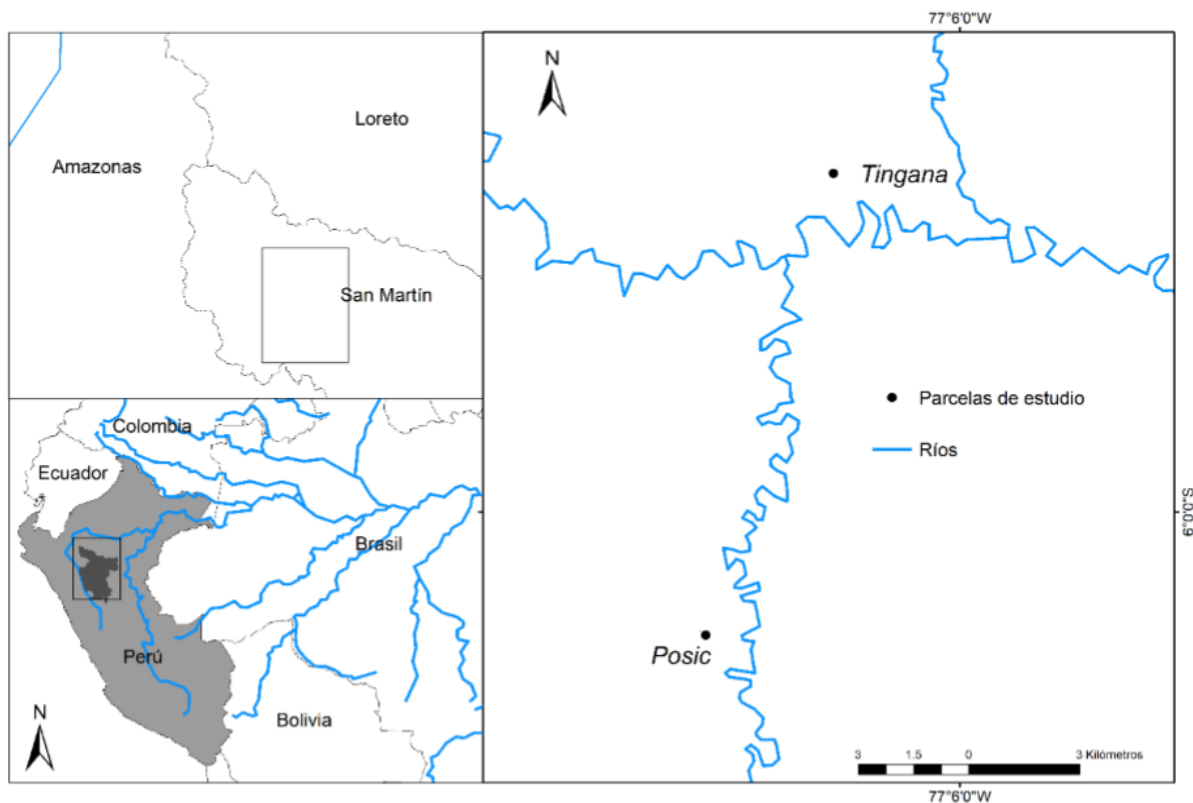 Loreto
Amazonas
San Martín
Colombia
Ecuador
Brasil
Perú
Bolivia
N
77°6'0"W
N
Tingana
Parcelas de estudio
Ríos
6°0'0"S
Posic
3 1.5 0 3 Kilómetros
77°6'0"W